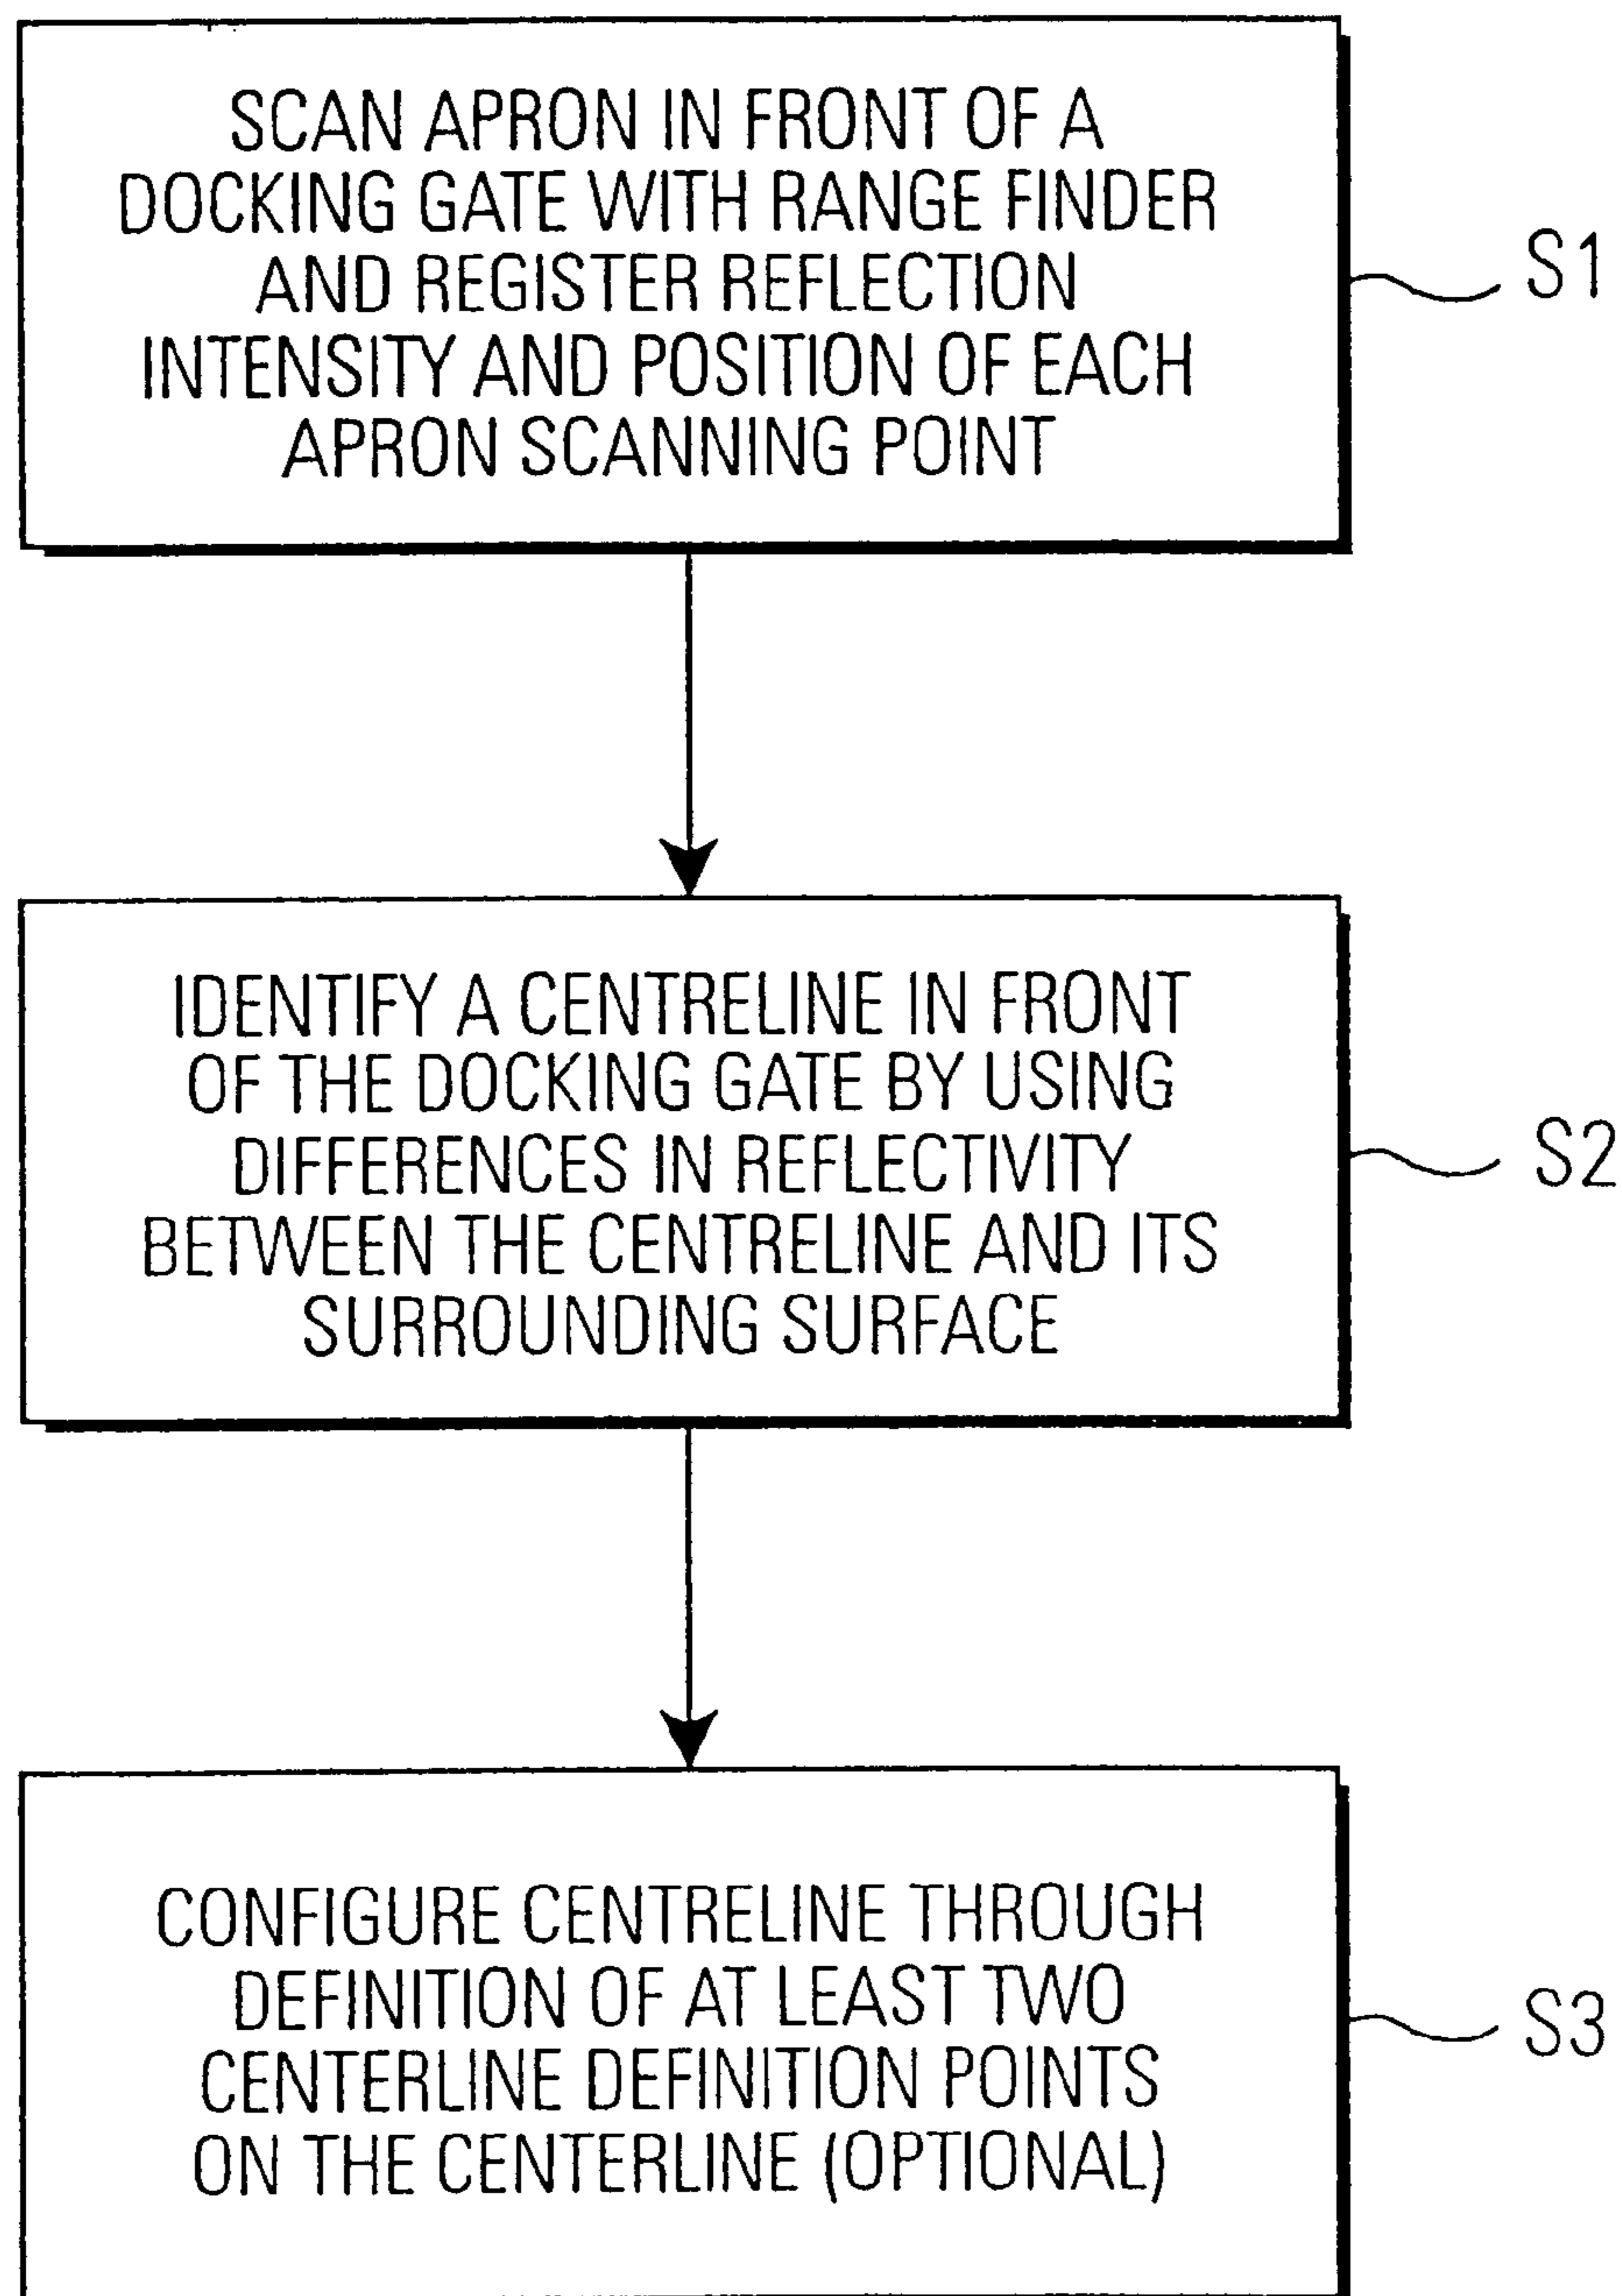 SCAN APRON IN FRONT OF A
DOCKING GATE WITH RANGE FINDER
AND REGISTER REFLECTION
INTENSITY AND POSITION OF EACH
APRON SCANNING POINT
S1
IDENTIFY A CENTRELINE IN FRONT
OF THE DOCKING GATE BY USING
DIFFERENCES IN REFLECTIVITY
BETWEEN THE CENTRELINE AND ITS
SURROUNDING SURFACE
S2
CONFIGURE CENTRELINE THROUGH
DEFINITION OF AT LEAST TWO
CENTERLINE DEFINITION POINTS
ON THE CENTERLINE (OPTIONAL)
S3